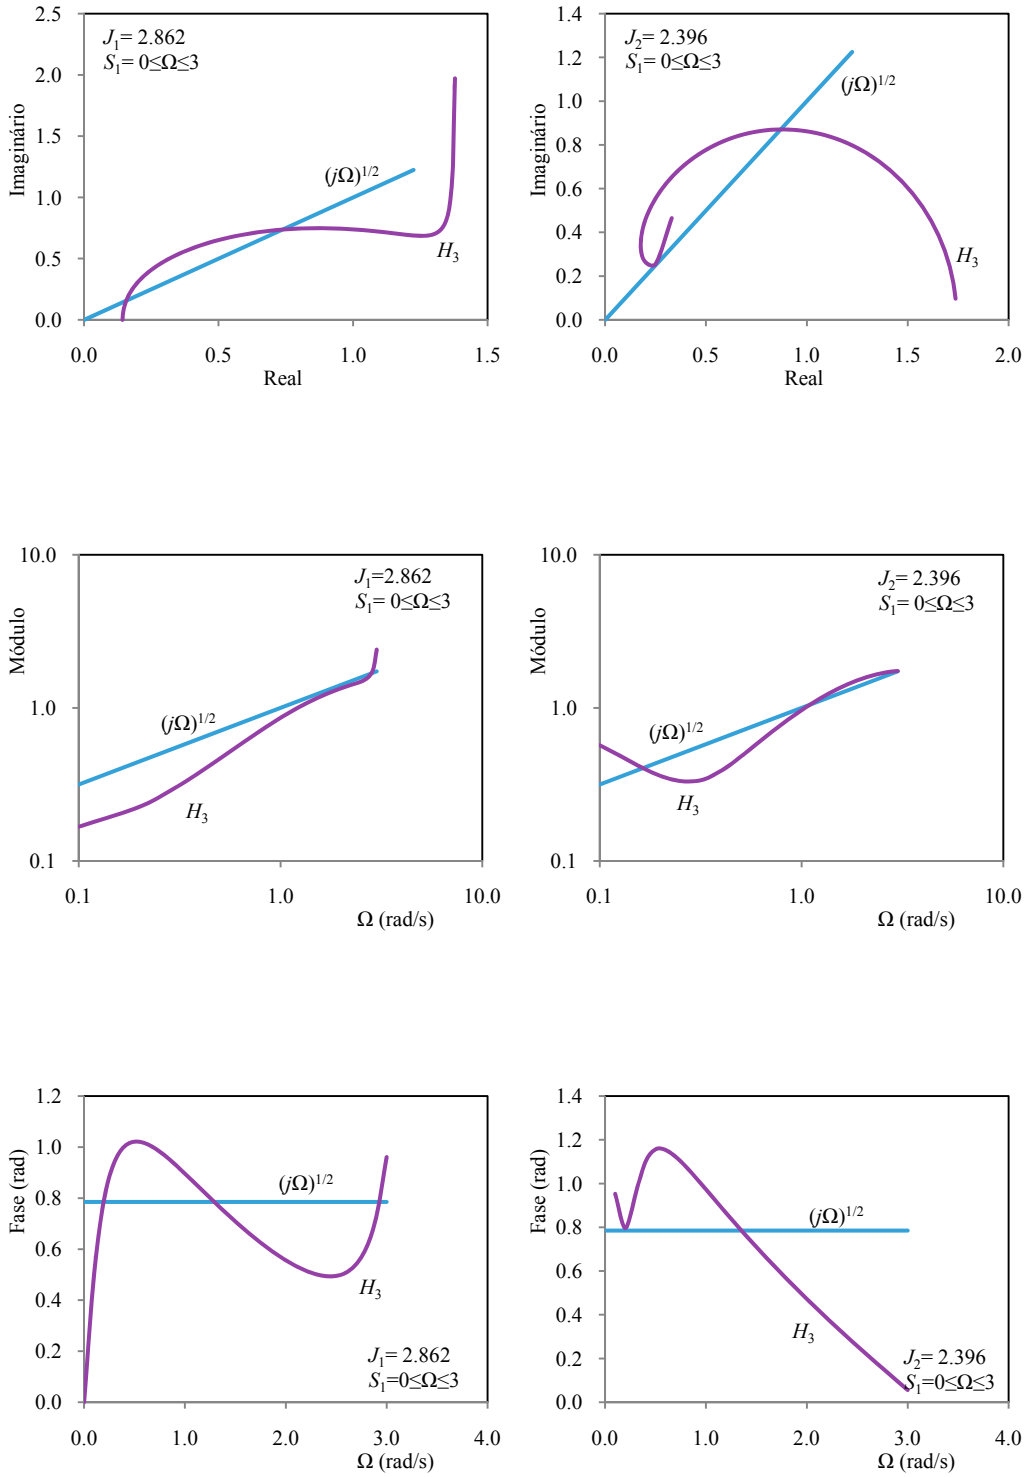 J1= 2.862
S1= 0≤Ω≤3
(jΩ)1/2
H3
Imaginário
0.0
0.5
1.0
1.5
2.0
2.5
0.0 0.5 1.0 1.5
Real
J2= 2.396
S1= 0≤Ω≤3
(jΩ)1/2
H3
Imaginário
0.0
0.2
0.4
0.6
0.8
1.0
1.2
1.4
0.0 0.5 1.0 1.5 2.0
Real
J1=2.862
S1= 0≤Ω≤3
(jΩ)1/2
H3
Módulo
0.1
1.0
10.0
0.1 1.0 10.0
Ω (rad/s)
J2= 2.396
S1= 0≤Ω≤3
(jΩ)1/2
H3
Módulo
0.1
1.0
10.0
0.1 1.0 10.0
Ω (rad/s)
(jΩ)1/2
H3
J1= 2.862
S1=0≤Ω≤3
Fase (rad)
0.0
0.2
0.4
0.6
0.8
1.0
1.2
0.0 1.0 2.0 3.0 4.0
Ω (rad/s)
(jΩ)1/2
H3
J2= 2.396
S1=0≤Ω≤3
Fase (rad)
0.0
0.2
0.4
0.6
0.8
1.0
1.2
1.4
0.0 1.0 2.0 3.0 4.0
Ω (rad/s)